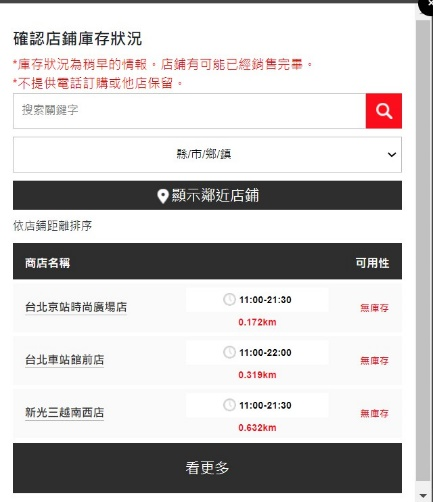 確認店鋪庫存狀況
*庫存狀況為稍早的情報，店鋪有可能已經銷售完畢。
*不提供電話訂購或他店保留。
搜索關鍵字
縣/市/鄉/鎮
顯示鄰近店鋪
依店鋪距離排序
商店名稱 可用性
台北京站時尚廣場店 11:00-21:30 無庫存
0.172km
台北車站館前店 11:00-22:00 無庫存
0.319km
新光三越南西店 11:00-21:30 無庫存
0.632km
看更多